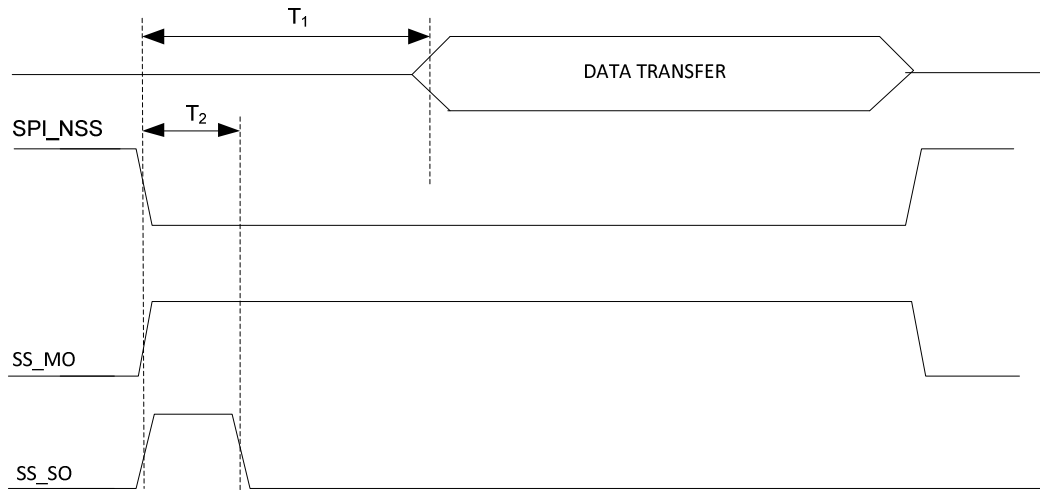 T₁
DATA TRANSFER
T₂
SPI_NSS
SS_MO
SS_SO